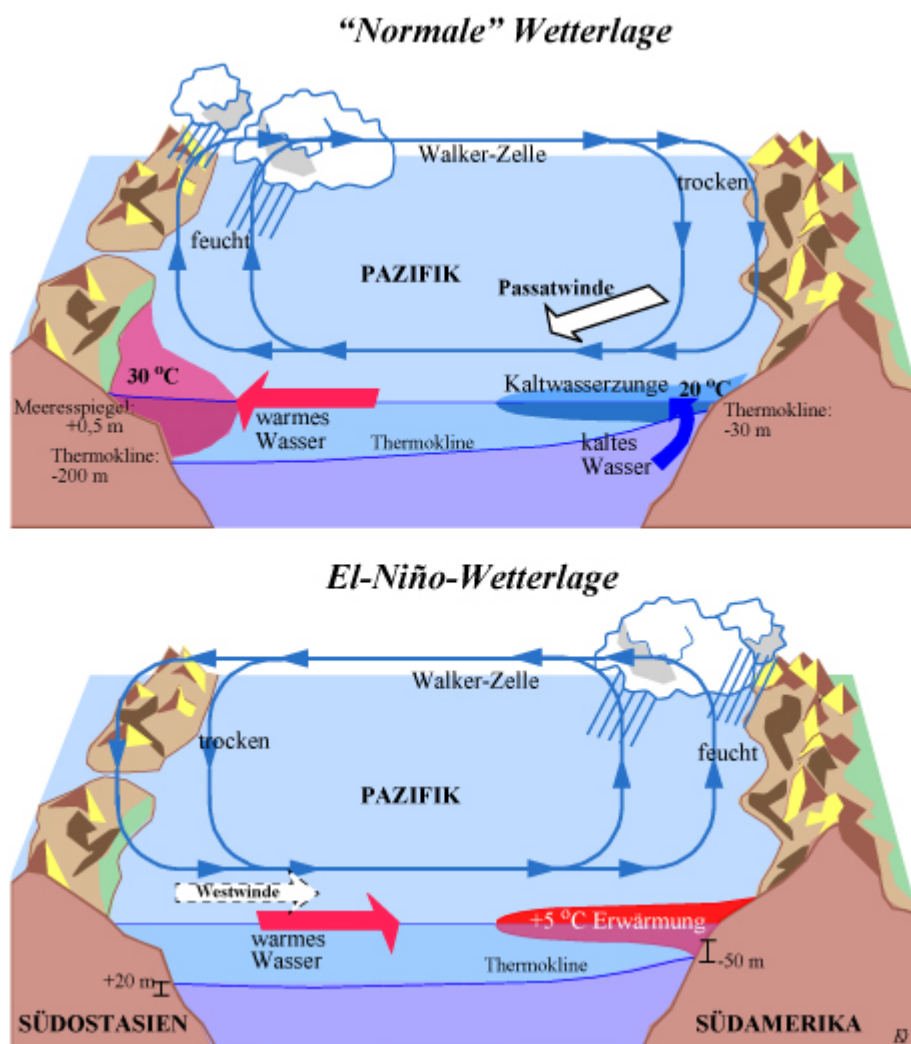 “Normale” Wetterlage
Walker-Zelle
trocken
feucht
PAZIFIK
Passatwinde
30 °C
Kaltwasserzunge 20 °C
Meeresspiegel:
+0,5 m
warmes
Wasser
Thermokline
kaltes
Wasser
Thermokline:
-30 m
Thermokline:
-200 m
El-Niño-Wetterlage
Walker-Zelle
trocken
feucht
PAZIFIK
Westwinde
+5 °C Erwärmung
warmes
Wasser
Thermokline
-50 m
+20 m
SÜDOSTASIEN
SÜDAMERIKA